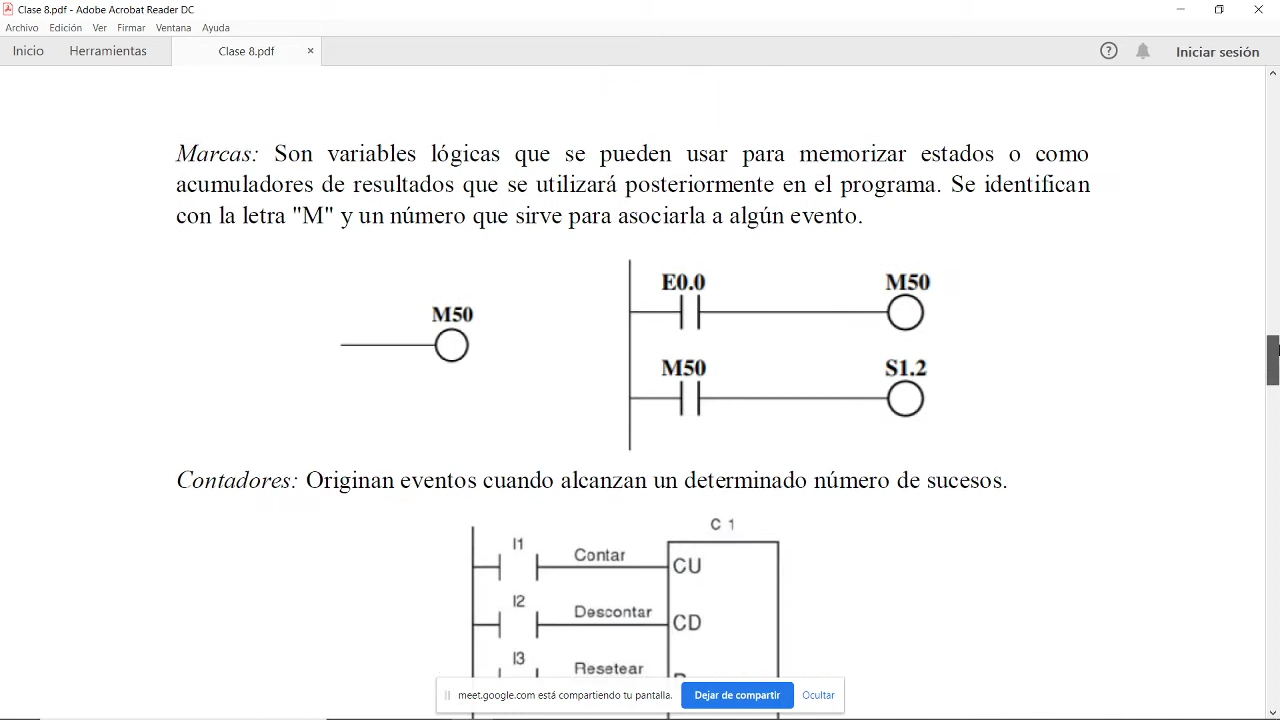 Clase 8.pdf - Adobe Acrobat Reader DC
Archivo Edición Ver Firmar Ventana Ayuda
Inicio Herramientas Clase 8.pdf × ? Iniciar sesión
Marcas: Son variables lógicas que se pueden usar para memorizar estados o como
acumuladores de resultados que se utilizará posteriormente en el programa. Se identifican
con la letra "M" y un número que sirve para asociarla a algún evento.
E0.0 M50
M50
M50 S1.2
Contadores: Originan eventos cuando alcanzan un determinado número de sucesos.
C 1
I1 Contar CU
I2 Descontar CD
I3 Resetear
meet.google.com está compartiendo tu pantalla. Dejar de compartir Ocultar